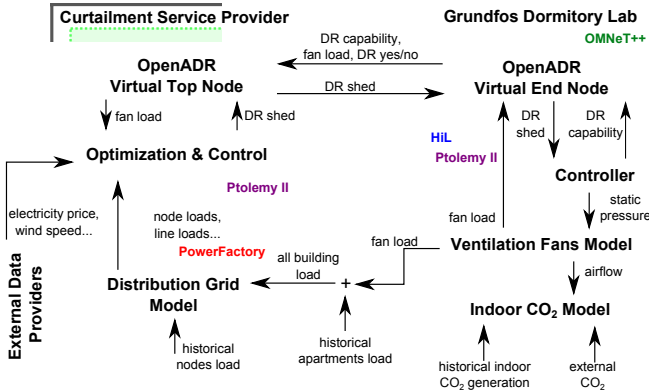 Curtailment Service Provider
Grundfos Dormitory Lab
OMNeT++
DR capability,
fan load, DR yes/no
OpenADR
Virtual Top Node
OpenADR
Virtual End Node
DR shed
fan load
DR shed
HiL
DR
shed
DR
capability
Optimization & Control
Ptolemy II
Controller
Ptolemy II
static
pressure
electricity price,
wind speed...
node loads,
line loads...
fan load
PowerFactory
fan load
Ventilation Fans Model
all building
load
airflow
External Data
Providers
Distribution Grid
Model
+
Indoor CO₂ Model
historical
nodes load
historical
apartments load
historical indoor
CO₂ generation
external
CO₂